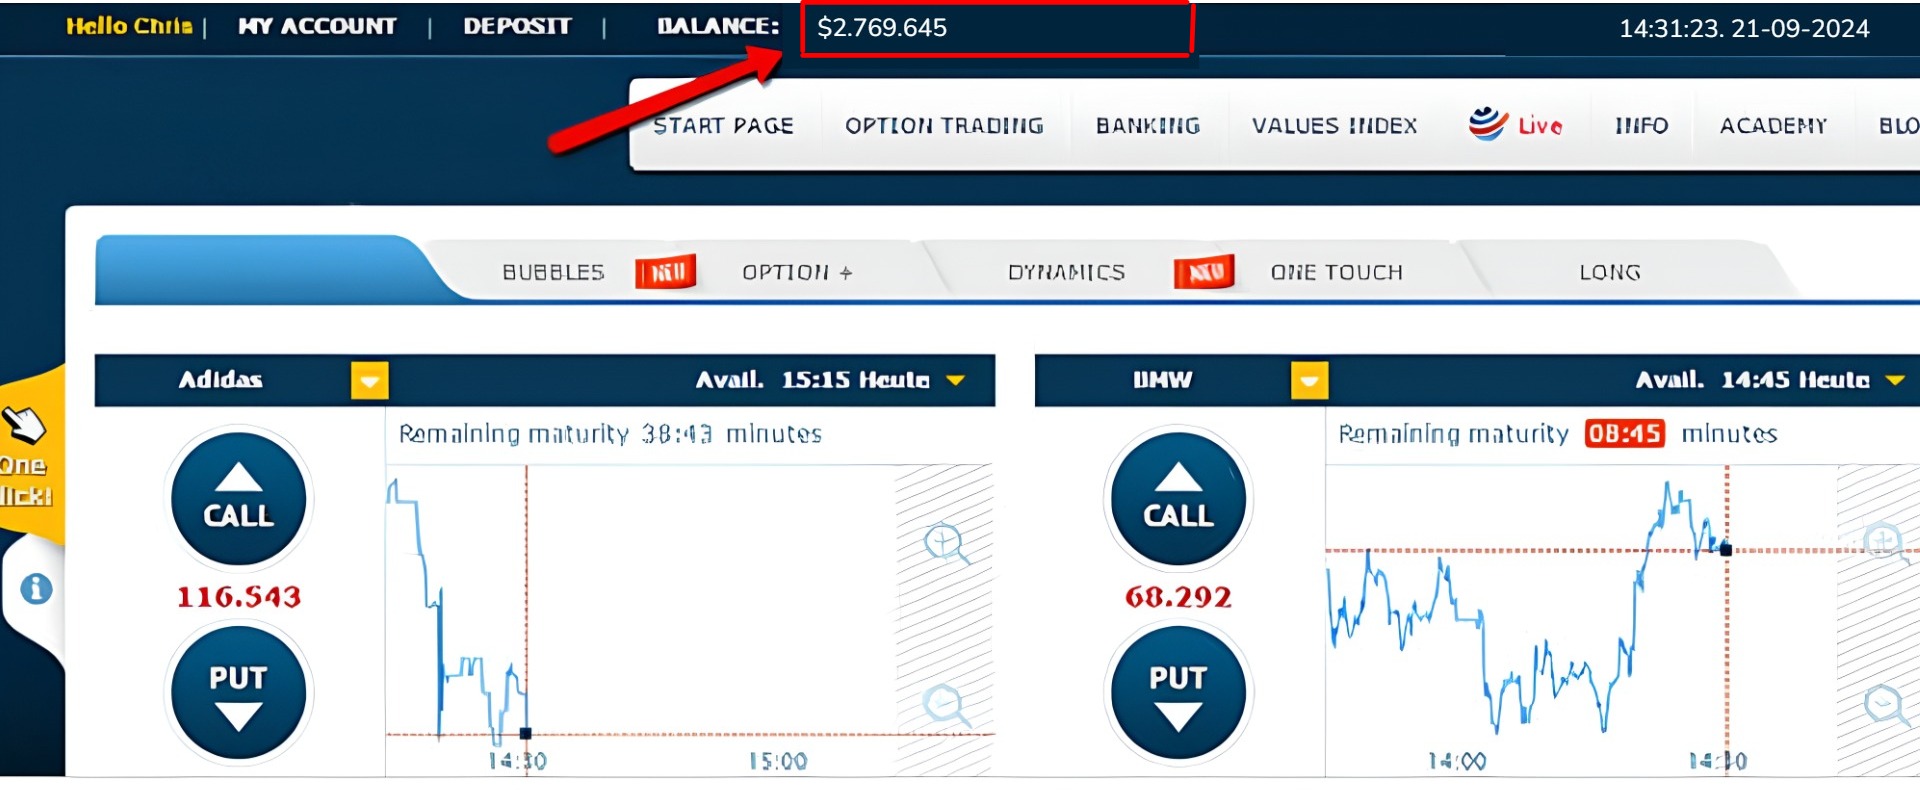 Hello Chris | MY ACCOUNT | DEPOSIT | BALANCE: $2.769.645 14:31:23. 21-09-2024
START PAGE OPTION TRADING BANKING VALUES INDEX Live INFO ACADEMY BLO
BUBBLES NEU OPTION + DYNAMICS NEU ONE TOUCH LONG
Adidas Avail. 15:15 Heute BMW Avail. 14:45 Heute
Remaining maturity 38:43 minutes Remaining maturity 08:45 minutes
One
lick!
CALL CALL
116.543 68.292
PUT PUT
14:30 15:00 14:00